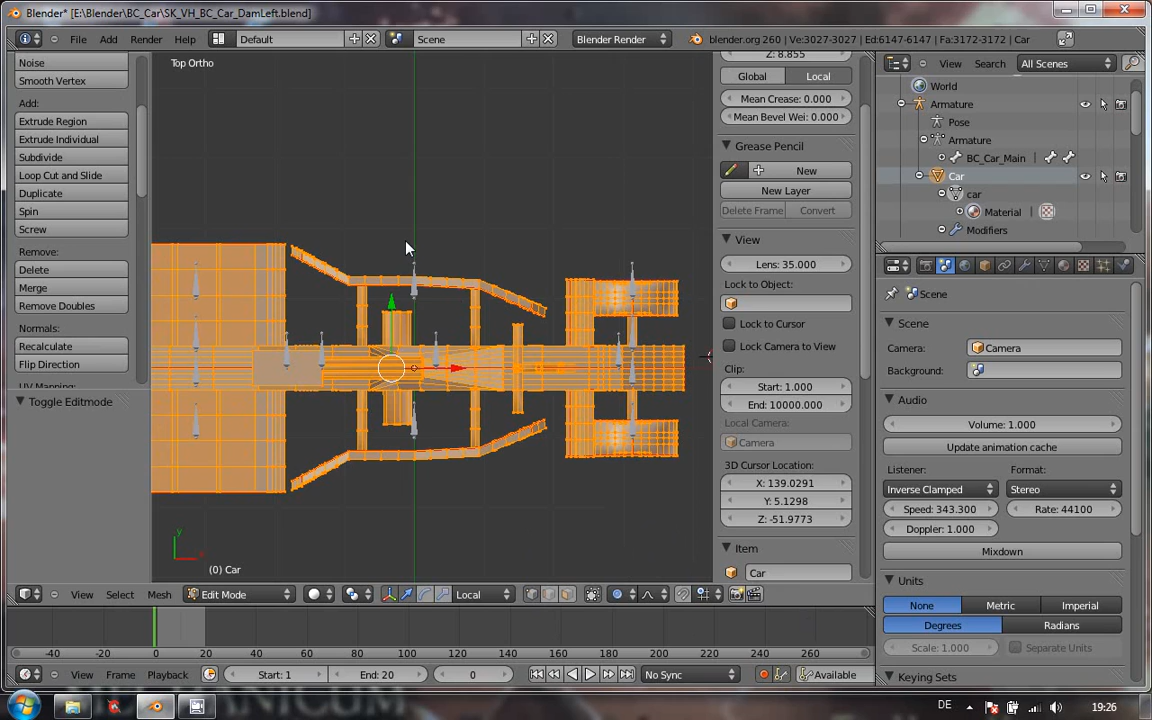 Blender* [E:\Blender\BC_Car\SK_VH_BC_Car_DamLeft.blend]
File Add Render Help Default Scene Blender Render blender.org 260 | Ve:3027-3027 | Ed:6147-6147 | Fa:3172-3172 | Car
Noise
Smooth Vertex
Add:
Extrude Region
Extrude Individual
Subdivide
Loop Cut and Slide
Duplicate
Spin
Screw
Remove:
Delete
Merge
Remove Doubles
Normals:
Recalculate
Flip Direction
Toggle Editmode
Top Ortho
y
(0) Car
View Select Mesh Edit Mode Local
Z: 8.855
Global Local
Mean Crease: 0.000
Mean Bevel Wei: 0.000
Grease Pencil
New
New Layer
Delete Frame Convert
View
Lens: 35.000
Lock to Object:
Lock to Cursor
Lock Camera to View
Clip:
Start: 1.000
End: 10000.000
Local Camera:
Camera
3D Cursor Location:
X: 139.0291
Y: 5.1298
Z: -51.9773
Item
Car
View Search All Scenes
World
Armature
Pose
Armature
BC_Car_Main
Car
car
Material
Modifiers
Scene
Scene
Camera: Camera
Background:
Audio
Volume: 1.000
Update animation cache
Listener: Format:
Inverse Clamped Stereo
Speed: 343.300 Rate: 44100
Doppler: 1.000
Mixdown
Units
None Metric Imperial
Degrees Radians
Scale: 1.000 Separate Units
Keying Sets
-40 -20 0 20 40 60 80 100 120 140 160 180 200 220 240 260
View Frame Playback Start: 1 End: 20 0 No Sync Available
DE 19:26